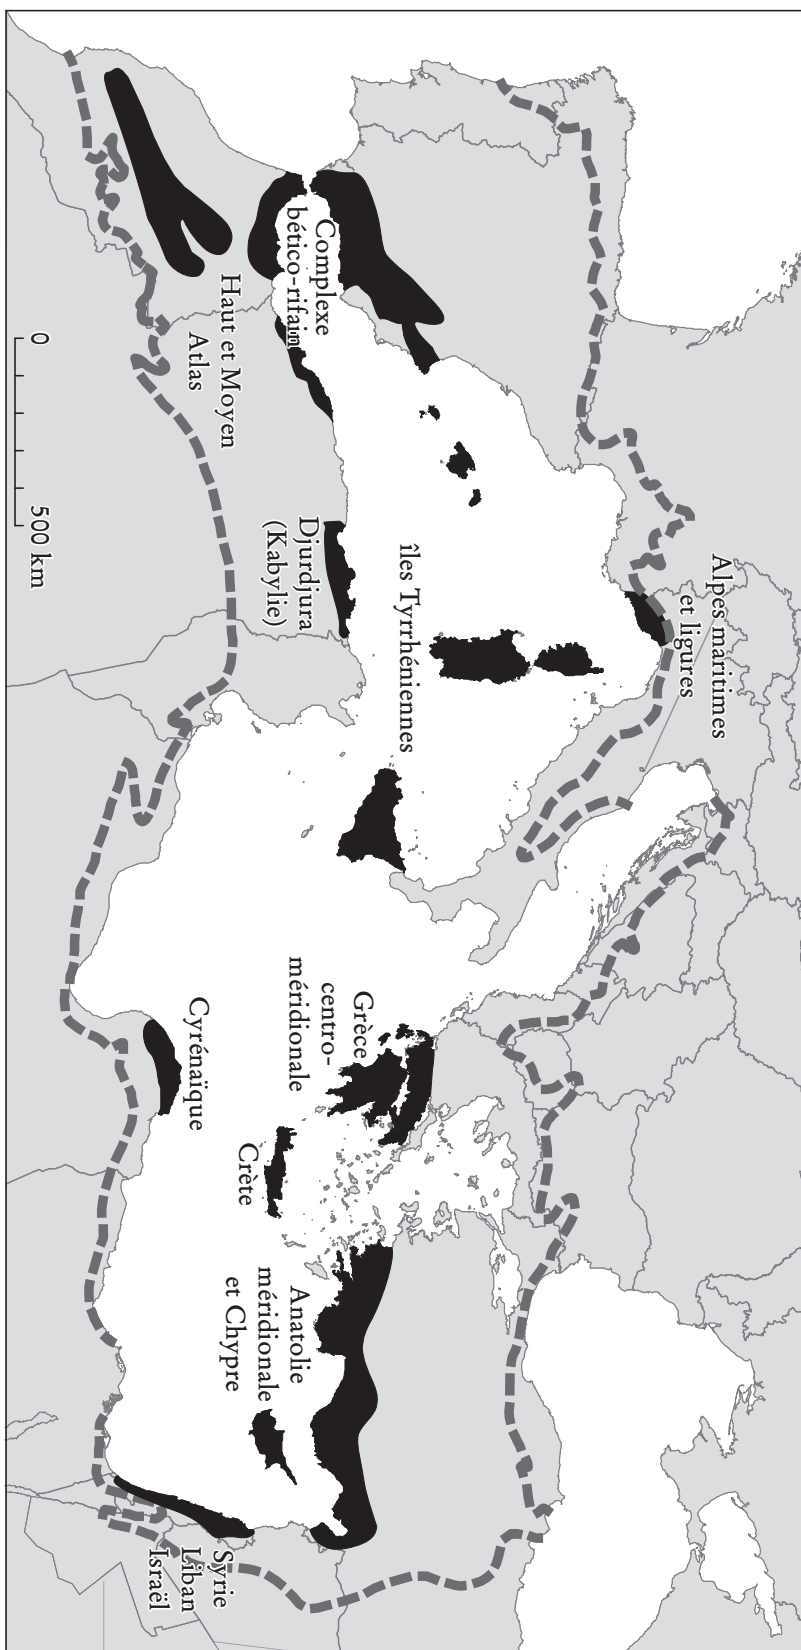 Alpes maritimes
et ligures
Complexe
bético-rifain
îles Tyrrhéniennes
Grèce
centro-
méridionale
Anatolie
méridionale
et Chypre
Crète
Djurdjura
(Kabylie)
Haut et Moyen
Atlas
Cyrénaïque
Syrie
Liban
Israël
0
500 km